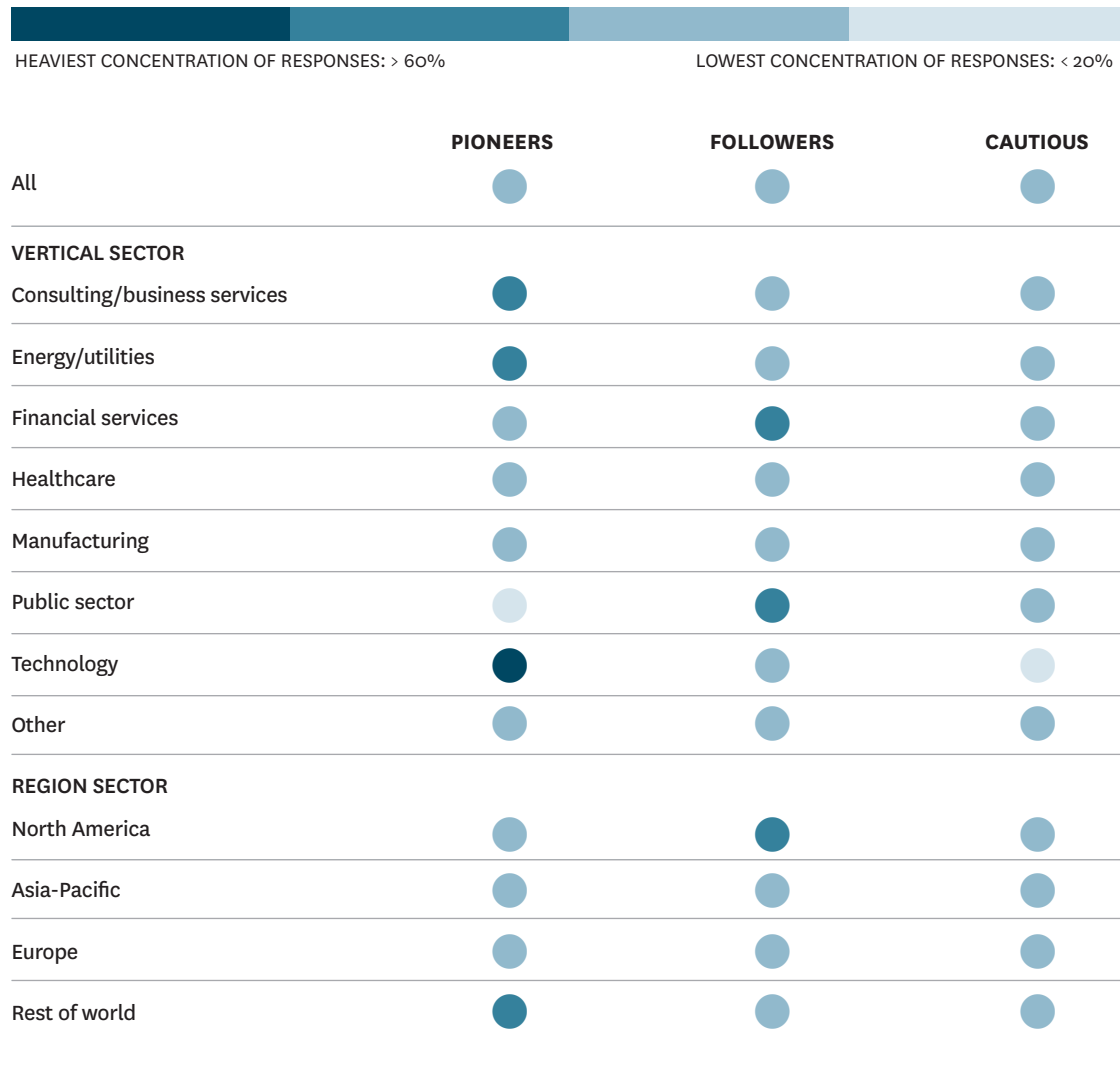 HEAVIEST CONCENTRATION OF RESPONSES: > 60%
LOWEST CONCENTRATION OF RESPONSES: < 20%
PIONEERS FOLLOWERS CAUTIOUS
All
VERTICAL SECTOR
Consulting/business services
Energy/utilities
Financial services
Healthcare
Manufacturing
Public sector
Technology
Other
REGION SECTOR
North America
Asia-Pacific
Europe
Rest of world